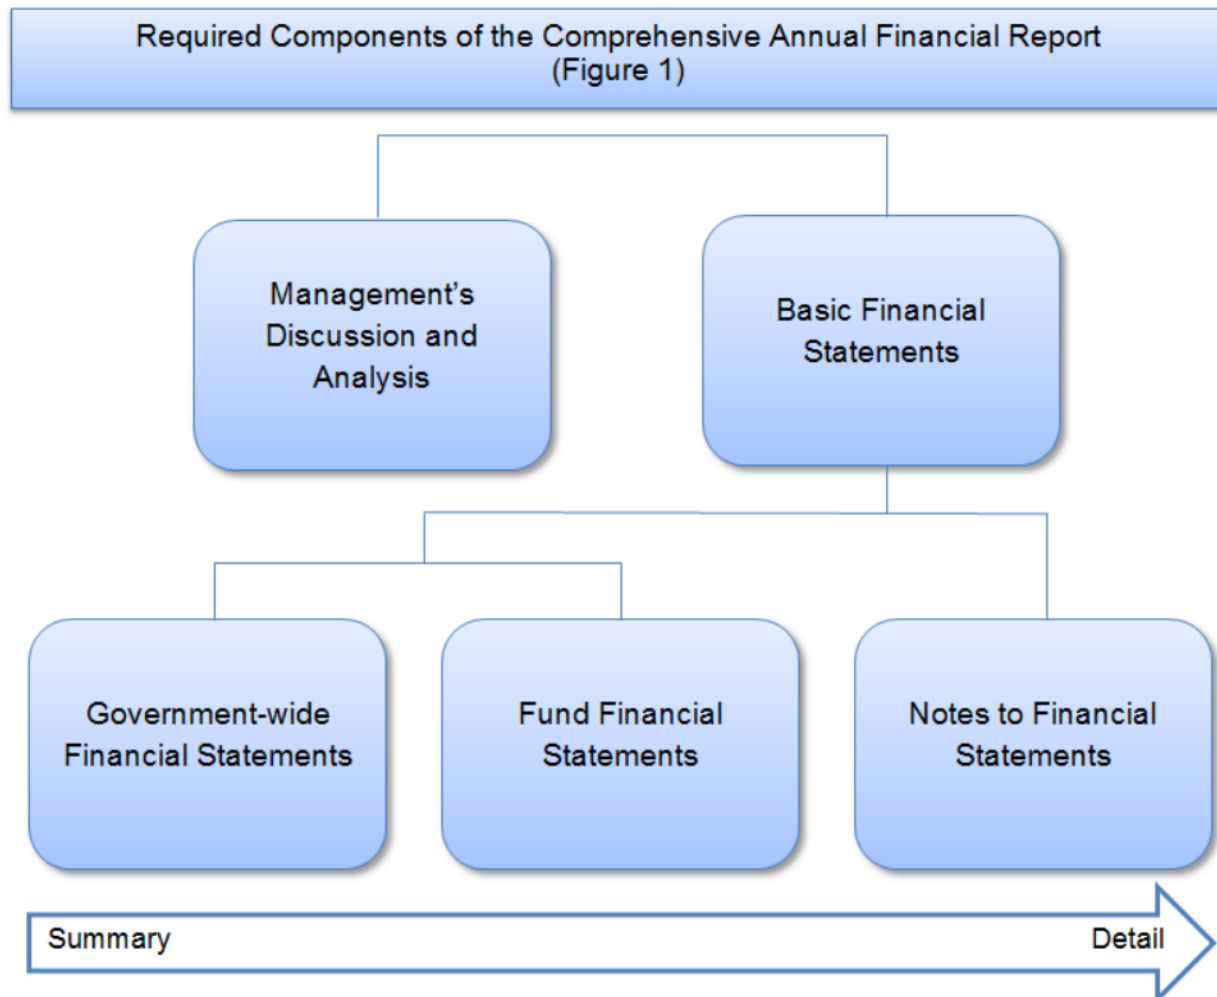 Required Components of the Comprehensive Annual Financial Report
(Figure 1)
Management’s
Discussion and
Analysis
Basic Financial
Statements
Government-wide
Financial Statements
Fund Financial
Statements
Notes to Financial
Statements
Summary
Detail